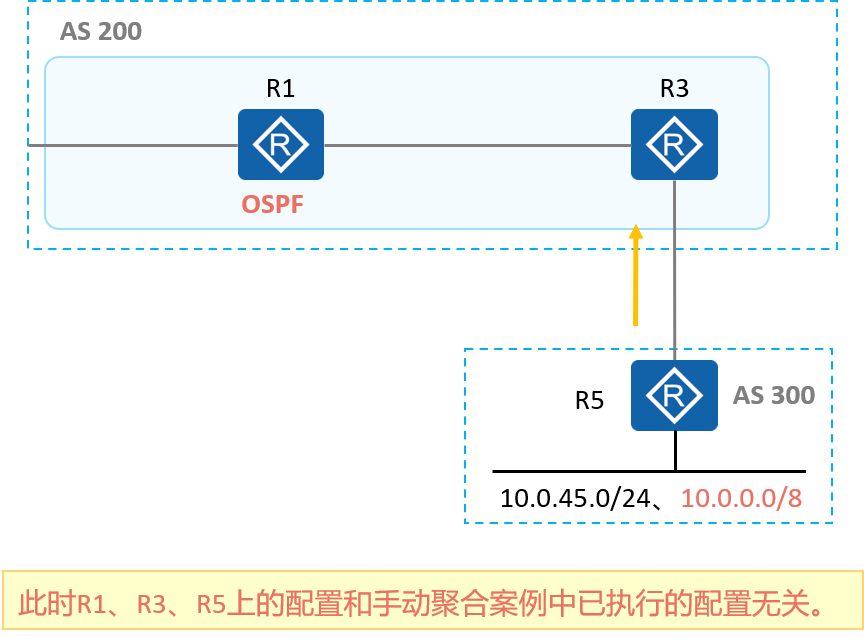 AS 200
R1
R3
R
R
OSPF
R5
R
AS 300
10.0.45.0/24、10.0.0.0/8
此时R1、R3、R5上的配置和手动聚合案例中已执行的配置无关。